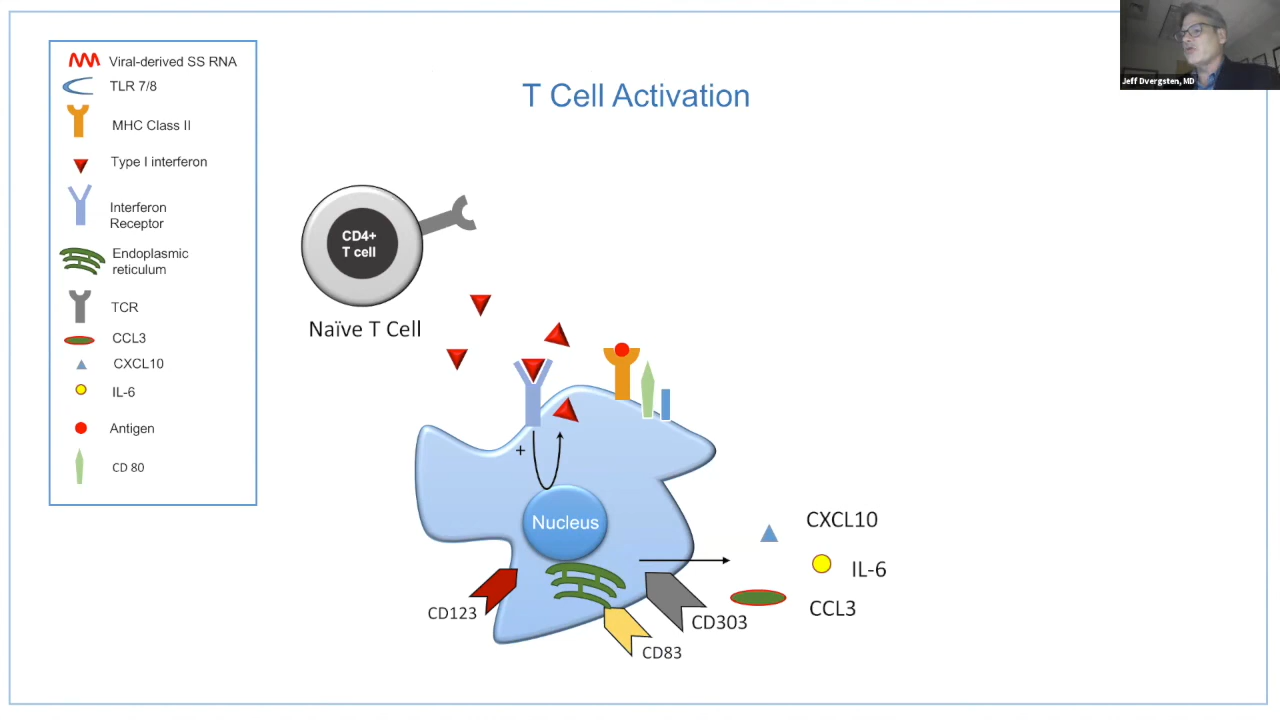 Jeff Dvergsten, MD
T Cell Activation
Viral-derived SS RNA
TLR 7/8
MHC Class II
Type I interferon
Interferon
Receptor
Endoplasmic
reticulum
TCR
CCL3
CXCL10
IL-6
Antigen
CD 80
CD4+
T cell
Naïve T Cell
+
Nucleus
CD123
CD83
CD303
CXCL10
IL-6
CCL3